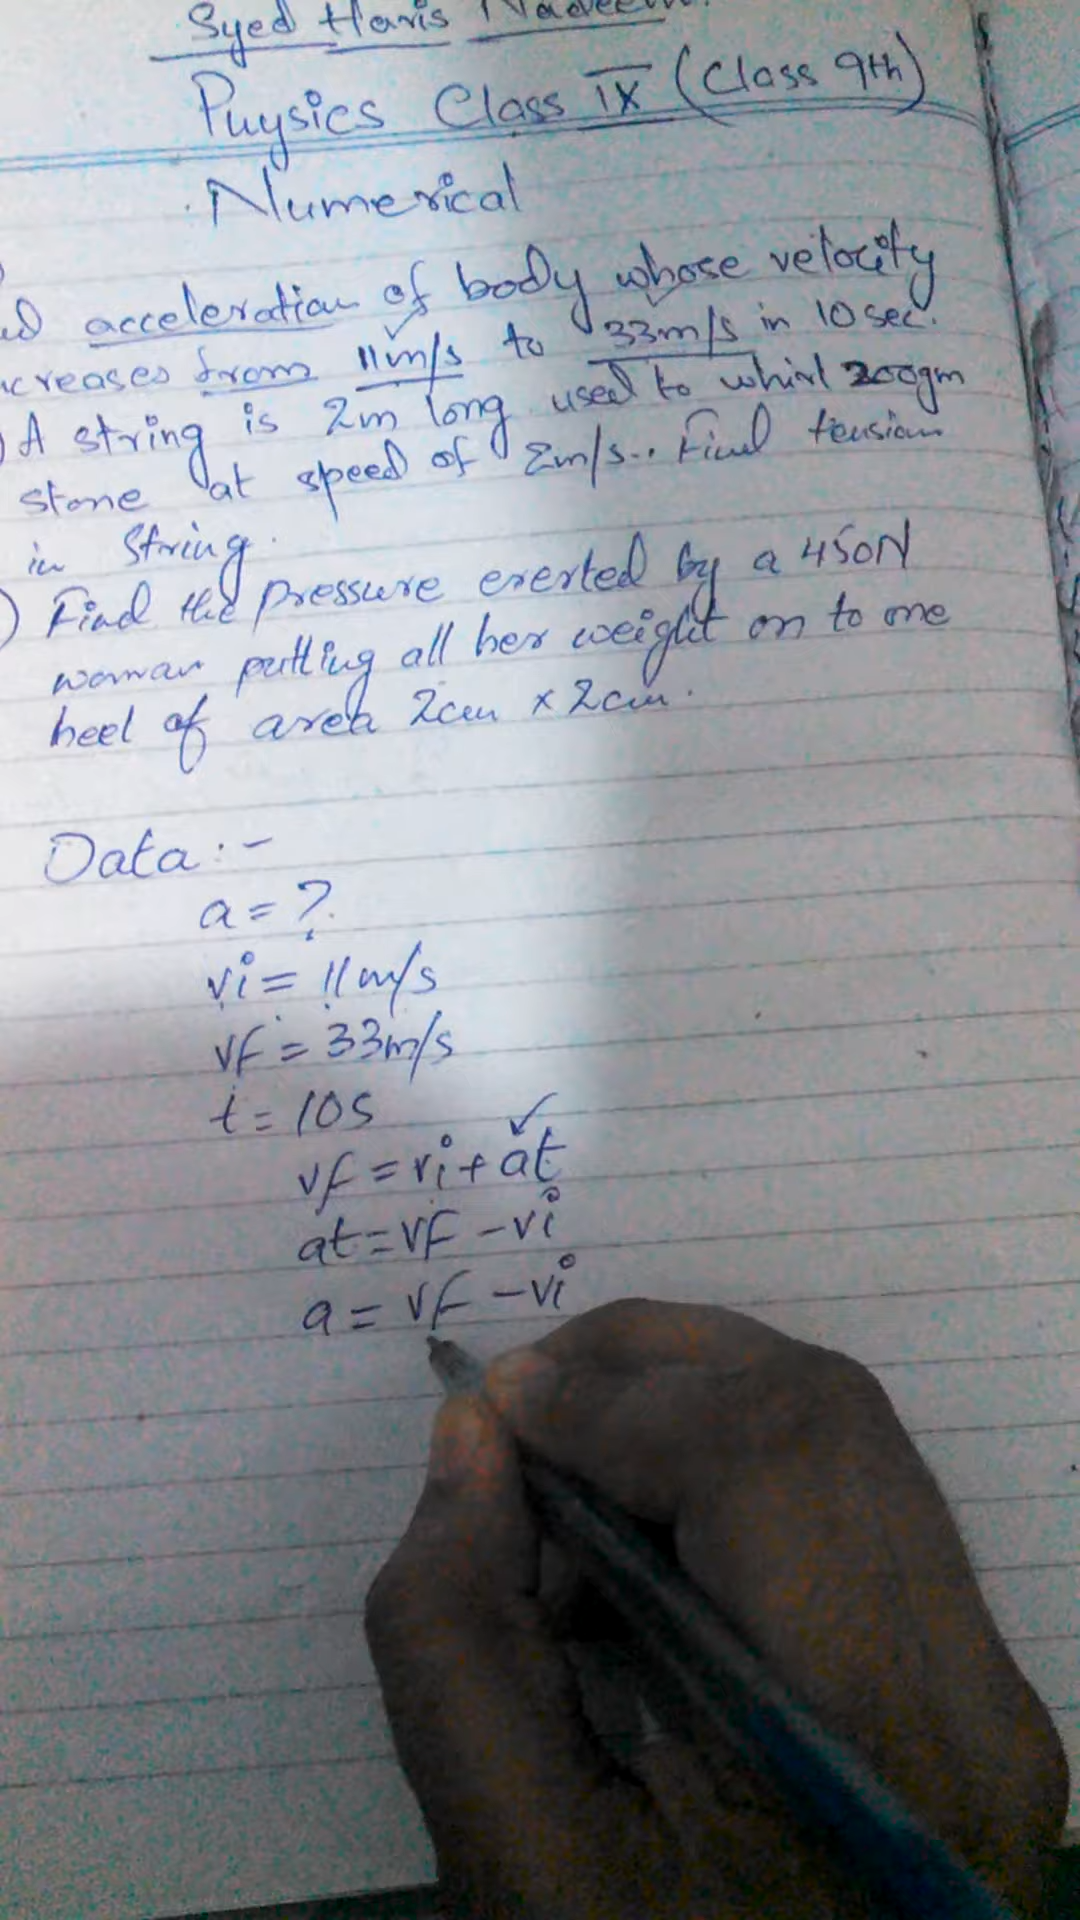 Syed Haris Nadeem.
Puysics Class IX (Class 9th)
Numerical
acceleration of body whose velocity
creases from 11m/s to 33m/s in 10 sec.
A string is 2m long used to whirl 200gm
stone at speed of 2m/s.. Find tension
in string.
) Find the pressure exerted by a 450N
woman putting all her weight on to one
heel of area 2cm x 2cm.
Data :-
a = ?
vi = 11m/s
vf = 33m/s
t = 10s
vf = vi + at
at = vf - vi
a = vf - vi